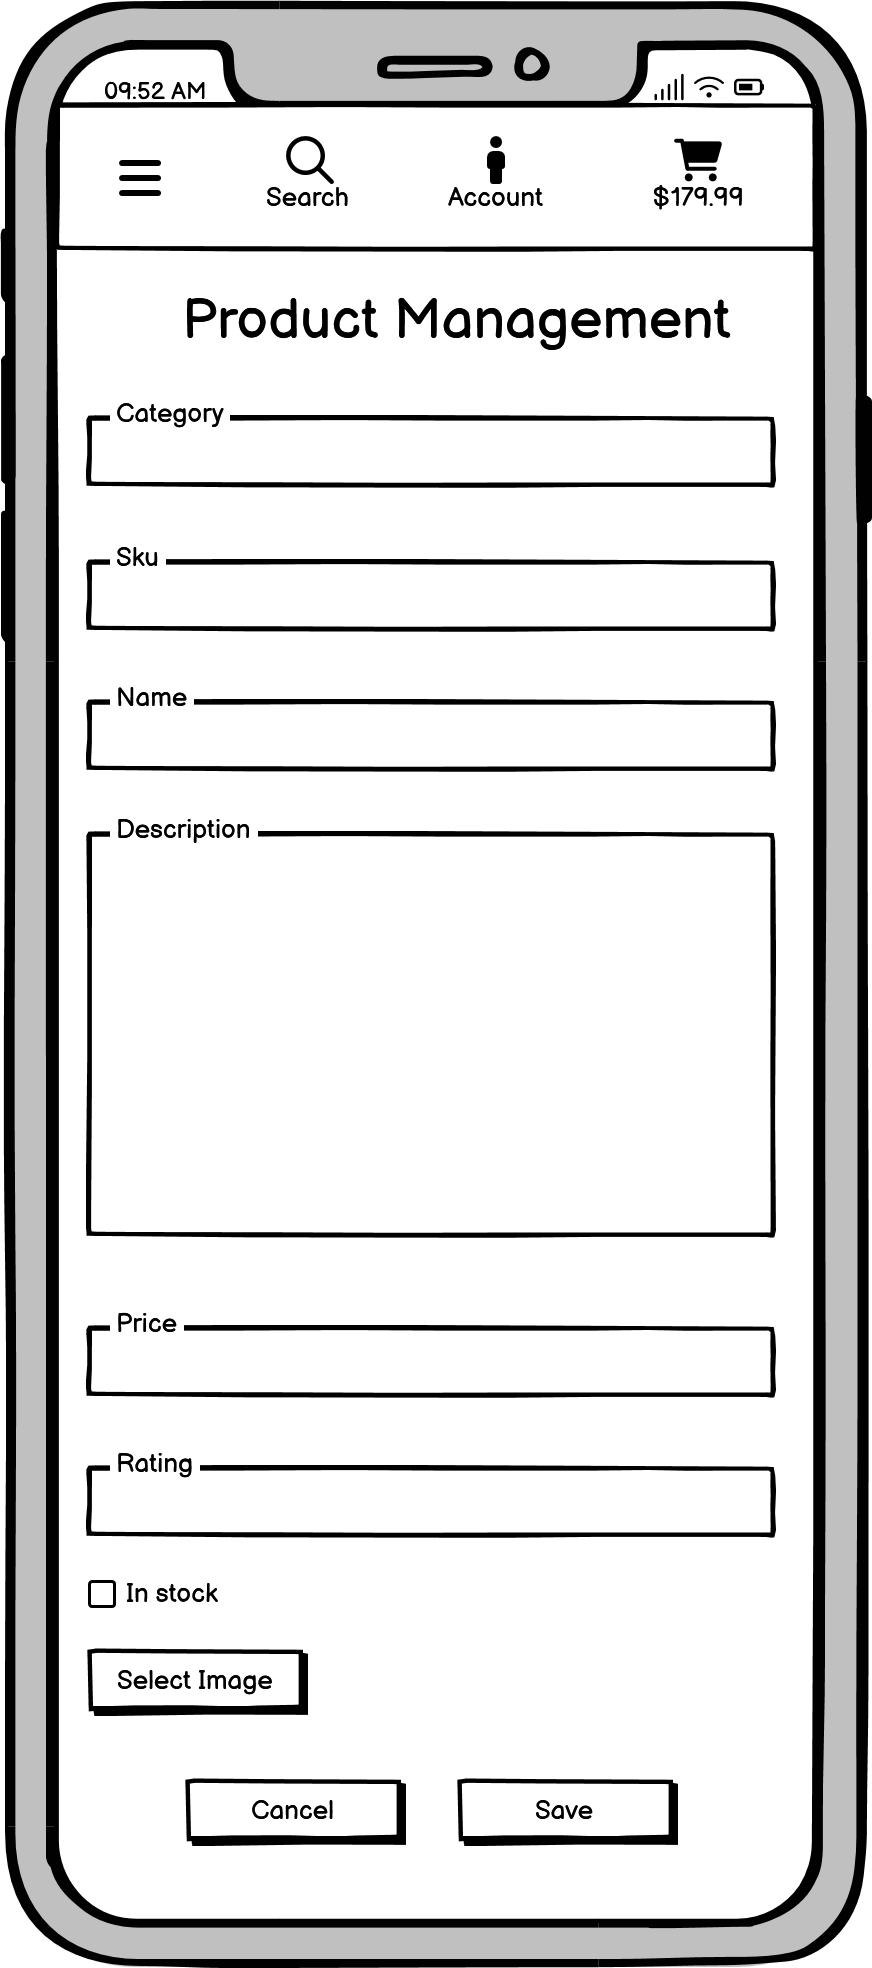 09:52 AM
Search
Account
$179.99
Product Management
Category
Sku
Name
Description
Price
Rating
In stock
Select Image
Cancel
Save